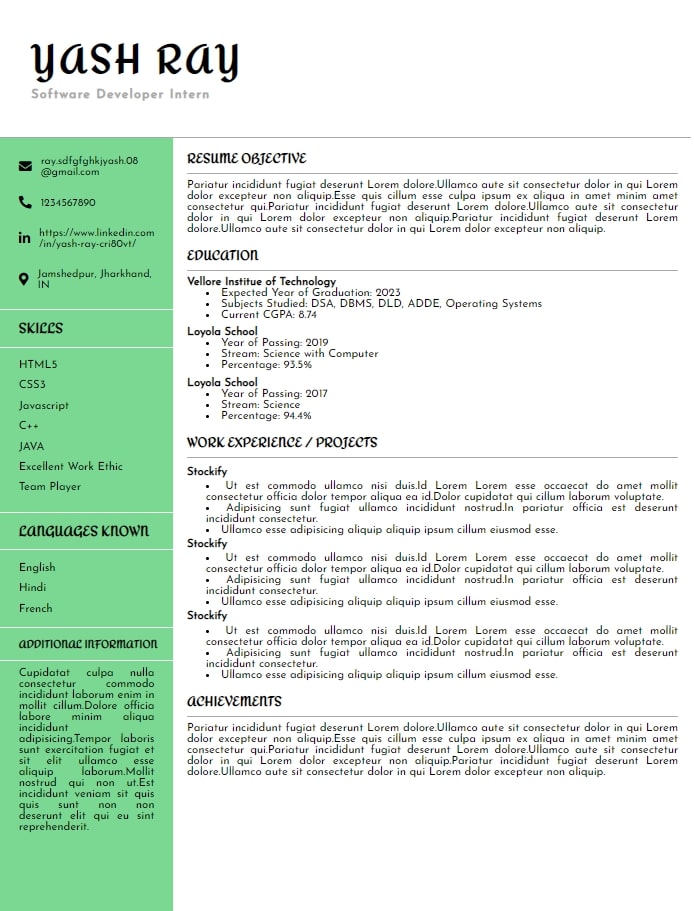 YASH RAY
Software Developer Intern
ray.sdfgfghkjyash.08
@gmail.com
1234567890
https://www.linkedin.com
/in/yash-ray-cri80vt/
Jamshedpur, Jharkhand,
IN
SKILLS
HTML5
CSS3
Javascript
C++
JAVA
Excellent Work Ethic
Team Player
LANGUAGES KNOWN
English
Hindi
French
ADDITIONAL INFORMATION
Cupidatat culpa nulla
consectetur commodo
incididunt laborum enim in
mollit cillum.Dolore officia
labore minim aliqua
incididunt
adipisicing.Tempor laboris
sunt exercitation fugiat et
sit elit ullamco esse
aliquip laborum.Mollit
nostrud qui non ut.Est
incididunt veniam sit quis
quis sunt non non
deserunt elit qui eu sint
reprehenderit.
RESUME OBJECTIVE
Pariatur incididunt fugiat deserunt Lorem dolore.Ullamco aute sit consectetur dolor in qui Lorem
dolor excepteur non aliquip.Esse quis cillum esse culpa ipsum ex aliqua in amet minim amet
consectetur qui.Pariatur incididunt fugiat deserunt Lorem dolore.Ullamco aute sit consectetur
dolor in qui Lorem dolor excepteur non aliquip.Pariatur incididunt fugiat deserunt Lorem
dolore.Ullamco aute sit consectetur dolor in qui Lorem dolor excepteur non aliquip.
EDUCATION
Vellore Institue of Technology
• Expected Year of Graduation: 2023
• Subjects Studied: DSA, DBMS, DLD, ADDE, Operating Systems
• Current CGPA: 8.74
Loyola School
• Year of Passing: 2019
• Stream: Science with Computer
• Percentage: 93.5%
Loyola School
• Year of Passing: 2017
• Stream: Science
• Percentage: 94.4%
WORK EXPERIENCE / PROJECTS
Stockify
• Ut est commodo ullamco nisi duis.Id Lorem Lorem esse occaecat do amet mollit
consectetur officia dolor tempor aliqua ea id.Dolor cupidatat qui cillum laborum voluptate.
• Adipisicing sunt fugiat ullamco incididunt nostrud.In pariatur officia est deserunt
incididunt consectetur.
• Ullamco esse adipisicing aliquip aliquip ipsum cillum eiusmod esse.
Stockify
• Ut est commodo ullamco nisi duis.Id Lorem Lorem esse occaecat do amet mollit
consectetur officia dolor tempor aliqua ea id.Dolor cupidatat qui cillum laborum voluptate.
• Adipisicing sunt fugiat ullamco incididunt nostrud.In pariatur officia est deserunt
incididunt consectetur.
• Ullamco esse adipisicing aliquip aliquip ipsum cillum eiusmod esse.
Stockify
• Ut est commodo ullamco nisi duis.Id Lorem Lorem esse occaecat do amet mollit
consectetur officia dolor tempor aliqua ea id.Dolor cupidatat qui cillum laborum voluptate.
• Adipisicing sunt fugiat ullamco incididunt nostrud.In pariatur officia est deserunt
incididunt consectetur.
• Ullamco esse adipisicing aliquip aliquip ipsum cillum eiusmod esse.
ACHIEVEMENTS
Pariatur incididunt fugiat deserunt Lorem dolore.Ullamco aute sit consectetur dolor in qui Lorem
dolor excepteur non aliquip.Esse quis cillum esse culpa ipsum ex aliqua in amet minim amet
consectetur qui.Pariatur incididunt fugiat deserunt Lorem dolore.Ullamco aute sit consectetur
dolor in qui Lorem dolor excepteur non aliquip.Pariatur incididunt fugiat deserunt Lorem
dolore.Ullamco aute sit consectetur dolor in qui Lorem dolor excepteur non aliquip.